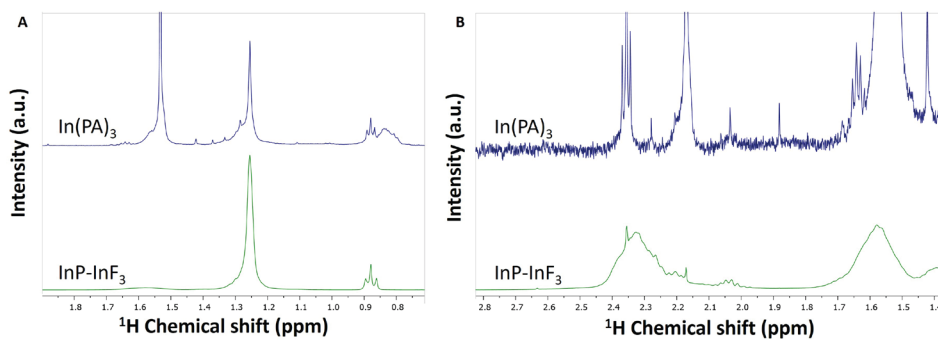 A
Intensity (a.u.)
In(PA)₃
InP-InF₃
1.8 1.7 1.6 1.5 1.4 1.3 1.2 1.1 1.0 0.9 0.8
¹H Chemical shift (ppm)
B
Intensity (a.u.)
In(PA)₃
InP-InF₃
2.8 2.7 2.6 2.5 2.4 2.3 2.2 2.1 2.0 1.9 1.8 1.7 1.6 1.5 1.4
¹H Chemical shift (ppm)